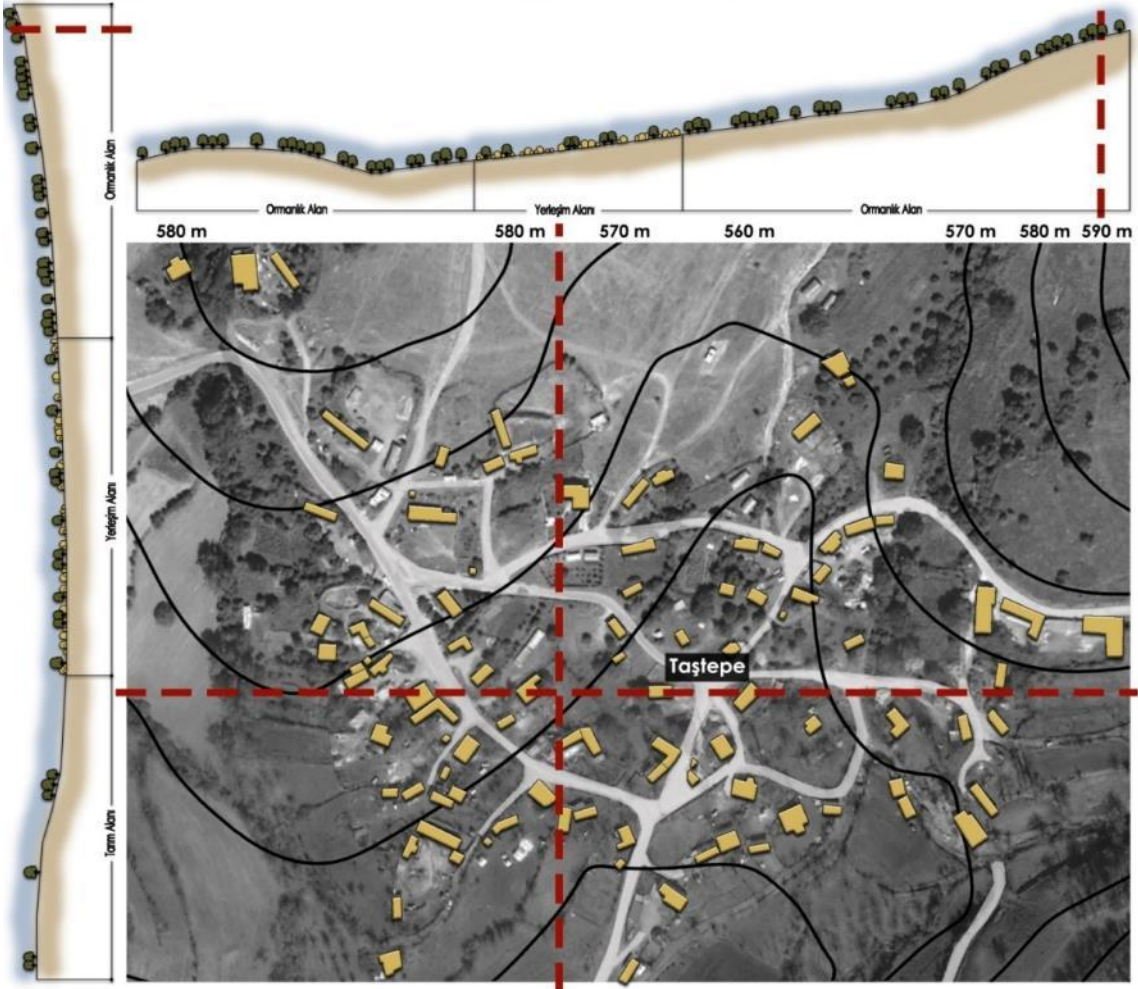 Ormanlık Alan
Yerleşim Alanı
Tarım Alanı
Ormanlık Alan
Yerleşim Alanı
Ormanlık Alan
580 m
580 m
570 m
560 m
570 m
580 m
590 m
Taştepe